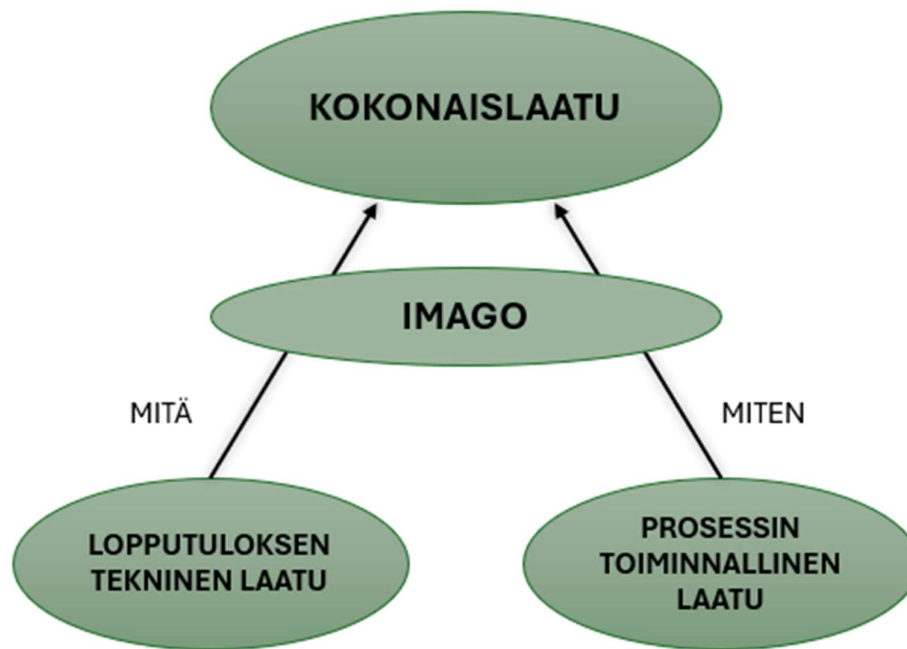 KOKONAISLAATU
IMAGO
MITÄ
MITEN
LOPPUTULOKSEN
TEKNINEN LAATU
PROSESSIN
TOIMINNALLINEN
LAATU